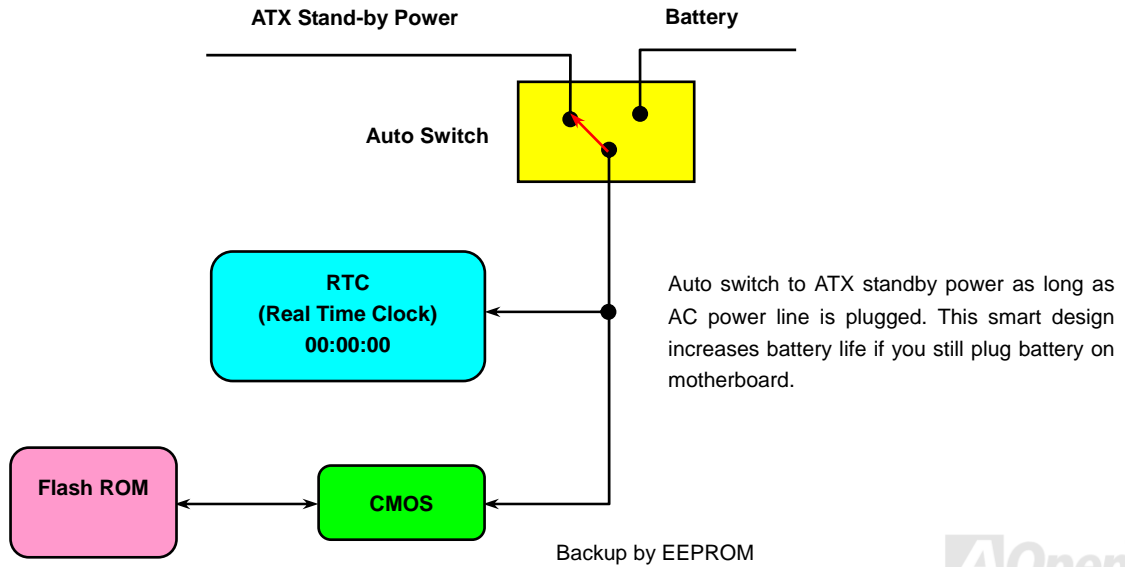 ATX Stand-by Power
Battery
Auto Switch
RTC
(Real Time Clock)
00:00:00
Auto switch to ATX standby power as long as
AC power line is plugged. This smart design
increases battery life if you still plug battery on
motherboard.
Flash ROM
CMOS
Backup by EEPROM
AOpen